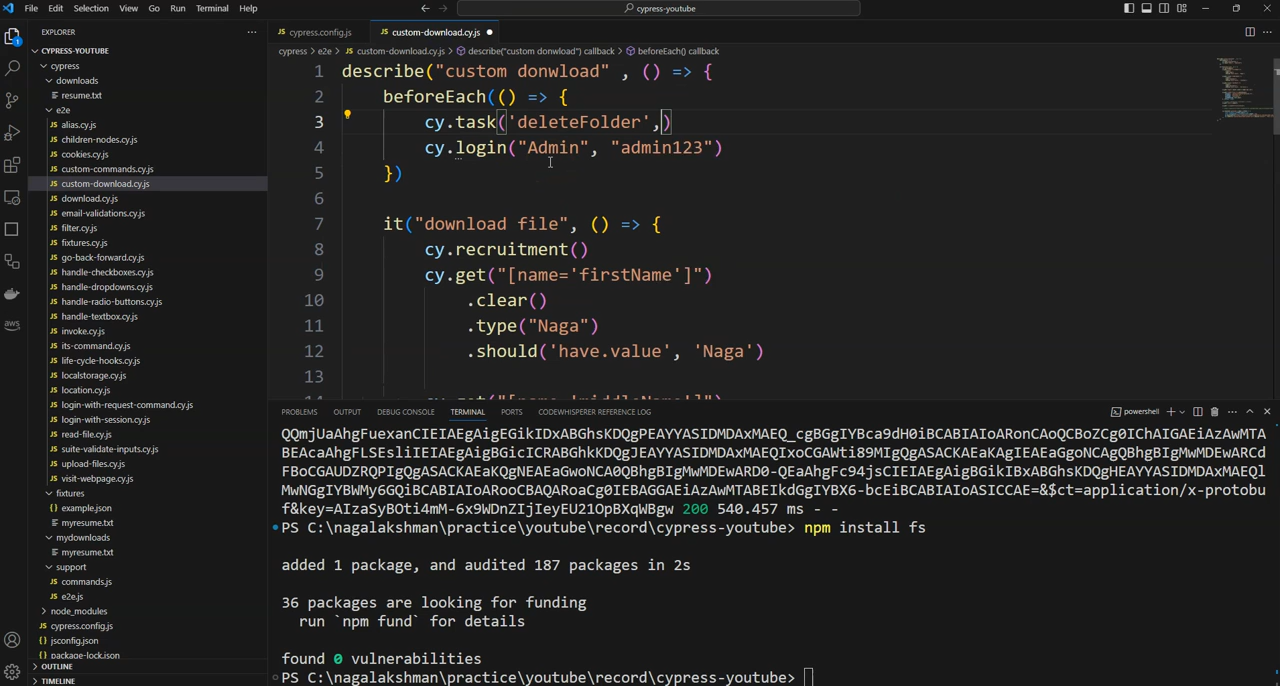 File Edit Selection View Go Run Terminal Help
cypress-youtube
EXPLORER
CYPRESS-YOUTUBE
cypress
downloads
resume.txt
e2e
alias.cy.js
children-nodes.cy.js
cookies.cy.js
custom-commands.cy.js
custom-download.cy.js
download.cy.js
email-validations.cy.js
filter.cy.js
fixtures.cy.js
go-back-forward.cy.js
handle-checkboxes.cy.js
handle-dropdowns.cy.js
handle-radio-buttons.cy.js
handle-textbox.cy.js
invoke.cy.js
its-command.cy.js
life-cycle-hooks.cy.js
localstorage.cy.js
location.cy.js
login-with-request-command.cy.js
login-with-session.cy.js
read-file.cy.js
suite-validate-inputs.cy.js
upload-files.cy.js
visit-webpage.cy.js
fixtures
example.json
myresume.txt
mydownloads
myresume.txt
support
commands.js
e2e.js
node_modules
cypress.config.js
jsconfig.json
package-lock.json
OUTLINE
TIMELINE
JS cypress.config.js JS custom-download.cy.js
cypress > e2e > JS custom-download.cy.js > describe("custom donwload") callback > beforeEach() callback
1 describe("custom donwload" , () => {
2 beforeEach(() => {
3 cy.task('deleteFolder',)
4 cy.login("Admin", "admin123")
5 })
6
7 it("download file", () => {
8 cy.recruitment()
9 cy.get("[name='firstName']")
10 .clear()
11 .type("Naga")
12 .should('have.value', 'Naga')
13
PROBLEMS OUTPUT DEBUG CONSOLE TERMINAL PORTS CODEWHISPERER REFERENCE LOG
powershell
PS C:\nagalakshman\practice\youtube\record\cypress-youtube> npm install fs
added 1 package, and audited 187 packages in 2s
36 packages are looking for funding
run `npm fund` for details
found 0 vulnerabilities
PS C:\nagalakshman\practice\youtube\record\cypress-youtube>